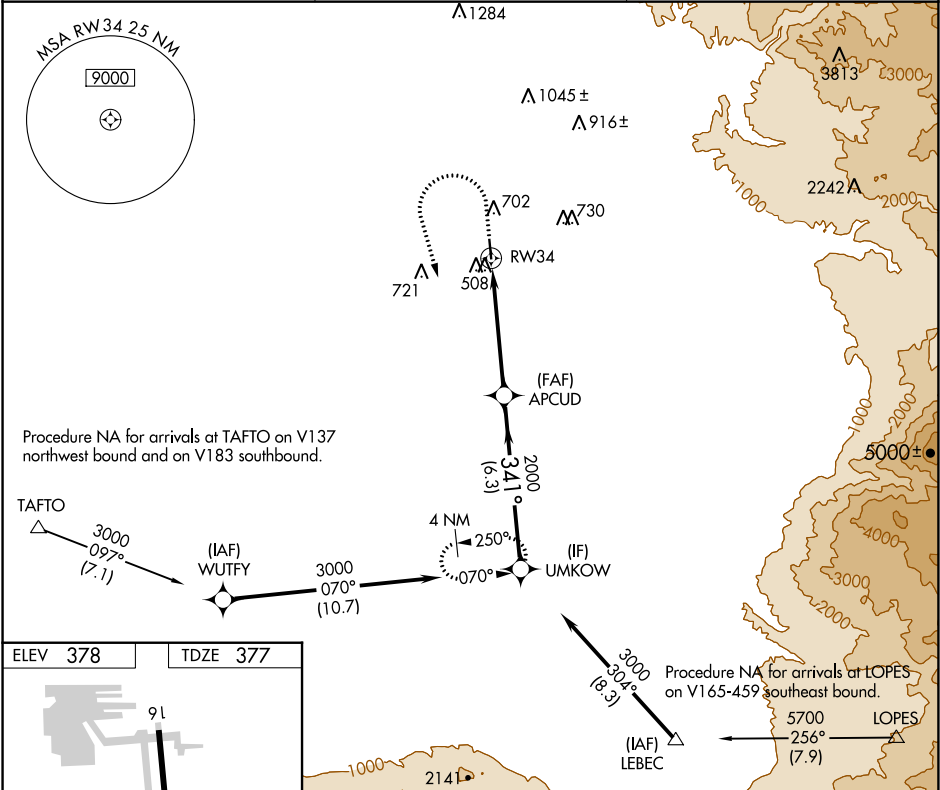 1284
MSA RW34 25 NM
9000
3813
3000
1045 ±
916 ±
1000
2242
2000
702
730
RW34
721
508
(FAF)
APCUD
1000
2000
5000 ±
Procedure NA for arrivals at TAFTO on V137
northwest bound and on V183 southbound.
2000
341°
(6.3)
4000
TAFTO
3000
097°
(7.1)
(IAF)
WUTFY
3000
070°
(10.7)
4 NM
250°
070°
(IF)
UMKOW
3000
2000
3000
304°
(8.3)
Procedure NA for arrivals at LOPES
on V165-459 southeast bound.
(IAF)
LEBEC
5700
256°
(7.9)
LOPES
ELEV 378
TDZE 377
16
1000
2141